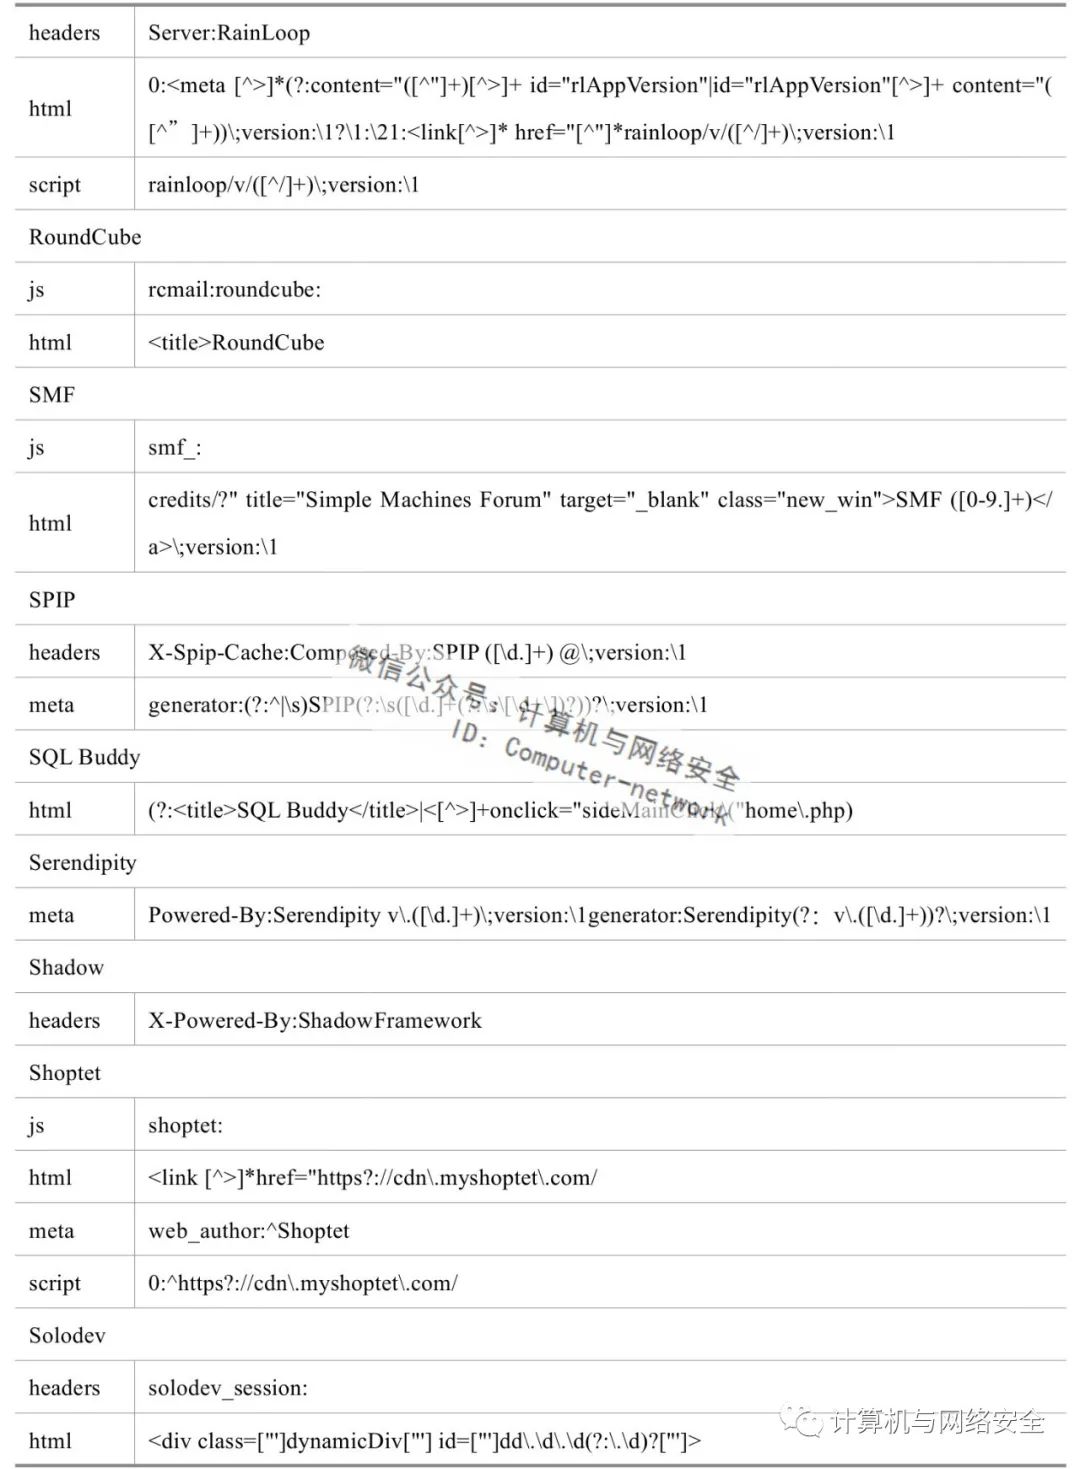 headers Server:RainLoop
html 0:<meta [^>]*(?:content="([^"]+)[^>]+ id="rlAppVersion"|id="rlAppVersion"[^>]+ content="(
[^”]+))\;version:\1?\1:\21:<link[^>]* href="[^"]*rainloop/v/([^/]+)\;version:\1
script rainloop/v/([^/]+)\;version:\1
RoundCube
js rcmail:roundcube:
html <title>RoundCube
SMF
js smf_:
html credits/?" title="Simple Machines Forum" target="_blank" class="new_win">SMF ([0-9.]+)</
a>\;version:\1
SPIP
headers X-Spip-Cache:Composed-By:SPIP ([\d.]+) @\;version:\1
meta generator:(?:^|\s)SPIP(?:\s([\d.]+(?:\s\[\d+\])?))?\;version:\1
微信公众号：计算机与网络安全
ID：Computer-network
SQL Buddy
html (?:<title>SQL Buddy</title>|<[^>]+onclick="sideMainClick\("home\.php)
Serendipity
meta Powered-By:Serendipity v\.([\d.]+)\;version:\1generator:Serendipity(?：v\.([\d.]+))?\;version:\1
Shadow
headers X-Powered-By:ShadowFramework
Shoptet
js shoptet:
html <link [^>]*href="https?://cdn\.myshoptet\.com/
meta web_author:^Shoptet
script 0:^https?://cdn\.myshoptet\.com/
Solodev
headers solodev_session:
html <div class=["']dynamicDiv["'] id=["']dd\.\d\.\d(?:\.\d)?["']>
计算机与网络安全